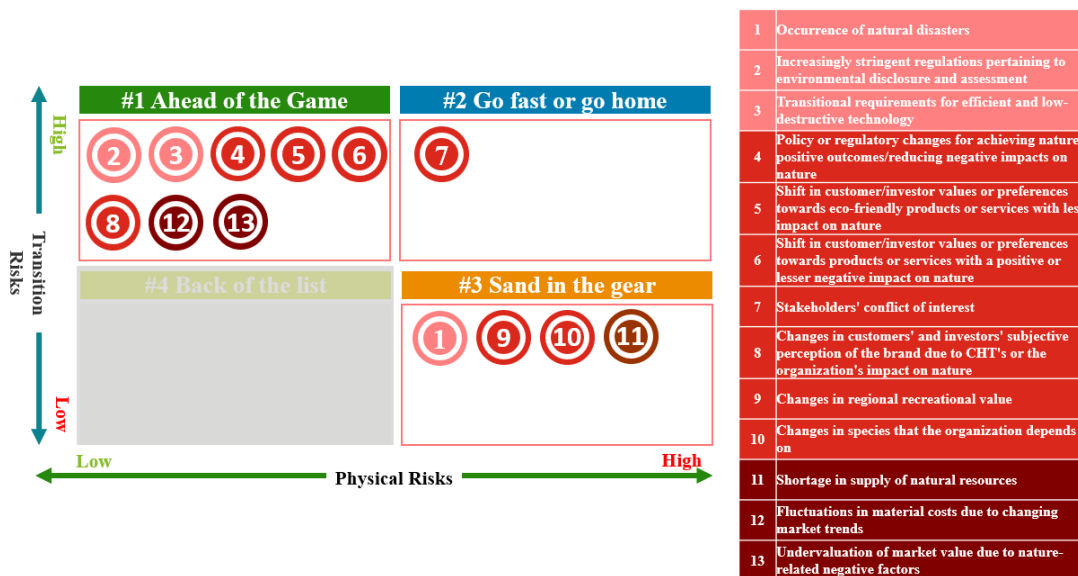 #1 Ahead of the Game
#2 Go fast or go home
High
2 3 4 5 6
7
8 12 13
Transition
Risks
#4 Back of the list
#3 Sand in the gear
1 9 10 11
Low
Low
Physical Risks
High
1 Occurrence of natural disasters
2 Increasingly stringent regulations pertaining to
environmental disclosure and assessment
3 Transitional requirements for efficient and low-
destructive technology
4 Policy or regulatory changes for achieving nature
positive outcomes/reducing negative impacts on
nature
5 Shift in customer/investor values or preferences
towards eco-friendly products or services with les
impact on nature
6 Shift in customer/investor values or preferences
towards products or services with a positive or
lesser negative impact on nature
7 Stakeholders' conflict of interest
8 Changes in customers' and investors' subjective
perception of the brand due to CHT's or the
organization's impact on nature
9 Changes in regional recreational value
10 Changes in species that the organization depends
on
11 Shortage in supply of natural resources
12 Fluctuations in material costs due to changing
market trends
13 Undervaluation of market value due to nature-
related negative factors